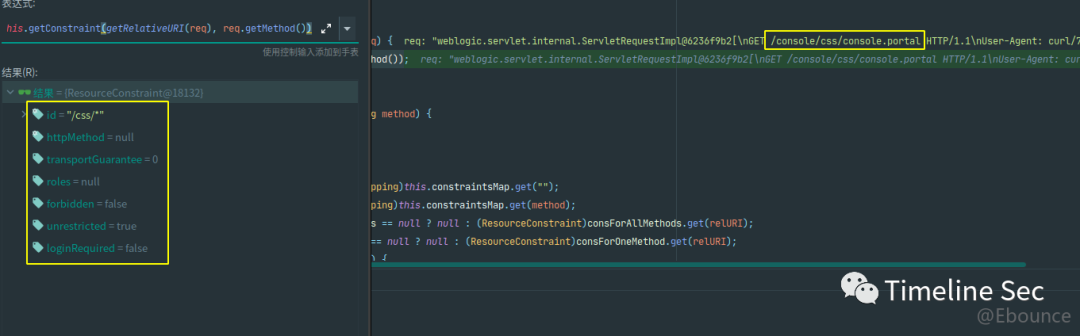 表达式:
his.getConstraint(getRelativeURI(req), req.getMethod())
使用控制输入添加到手表
结果(R):
结果 = {ResourceConstraint@18132}
id = "/css/*"
httpMethod = null
transportGuarantee = 0
roles = null
forbidden = false
unrestricted = true
loginRequired = false
q) { req: "weblogic.servlet.internal.ServletRequestImpl@6236f9b2[\nGET /console/css/console.portal HTTP/1.1\nUser-Agent: curl/7
hod()); req: "weblogic.servlet.internal.ServletRequestImpl@6236f9b2[\nGET /console/css/console.portal HTTP/1.1\nUser-Agent: cur
g method) {
pping)this.constraintsMap.get("");
pping)this.constraintsMap.get(method);
s == null ? null : (ResourceConstraint)consForAllMethods.get(relURI);
== null ? null : (ResourceConstraint)consForOneMethod.get(relURI);
) {
Timeline Sec
@Ebounce